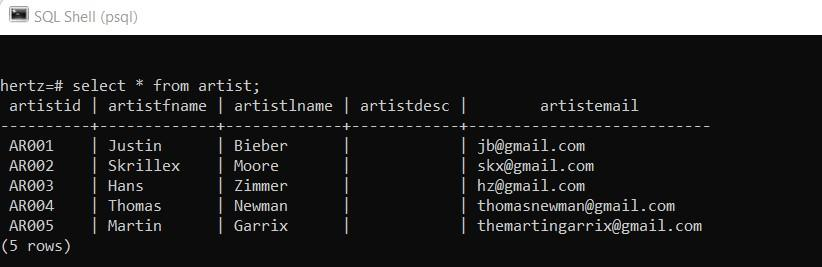 SQL Shell (psql)
hertz=# select * from artist;
 artistid | artistfname | artistlname | artistdesc |        artistemail
----------+-------------+-------------+------------+---------------------------
 AR001    | Justin      | Bieber      |            | jb@gmail.com
 AR002    | Skrillex    | Moore       |            | skx@gmail.com
 AR003    | Hans        | Zimmer      |            | hz@gmail.com
 AR004    | Thomas      | Newman      |            | thomasnewman@gmail.com
 AR005    | Martin      | Garrix      |            | themartingarrix@gmail.com
(5 rows)